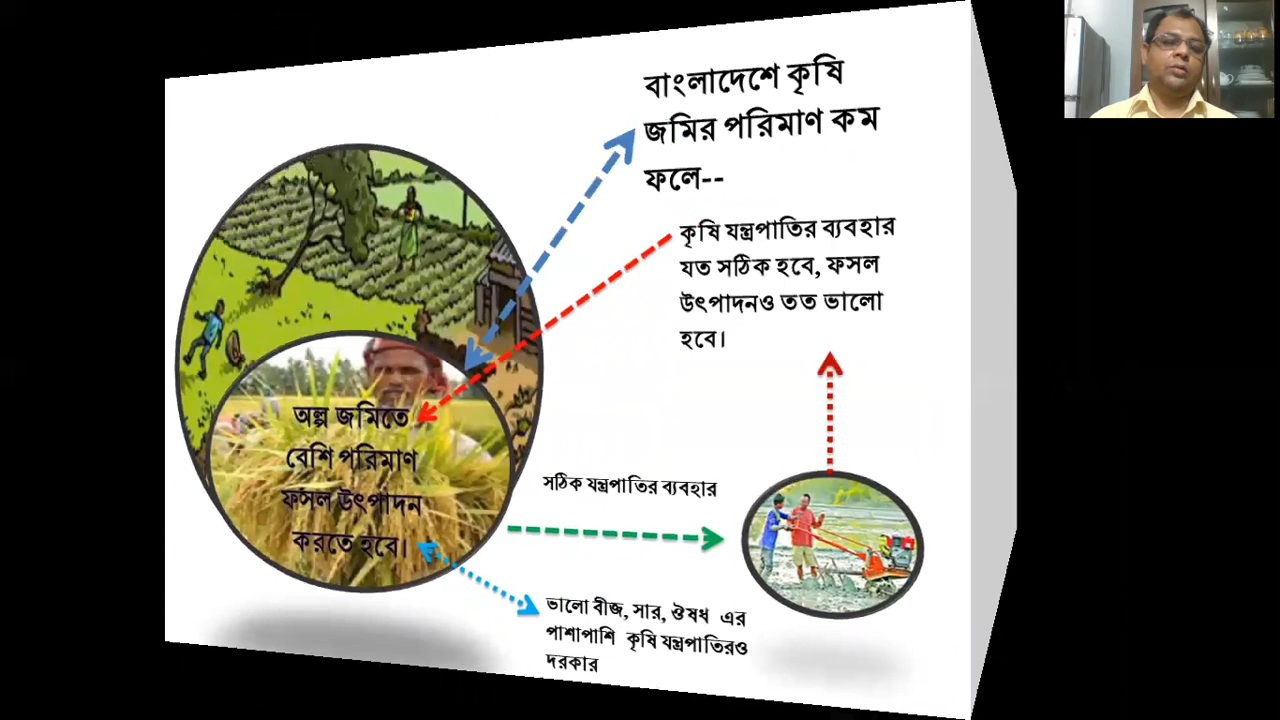 বাংলাদেশে কৃষি
জমির পরিমাণ কম
ফলে--
কৃষি যন্ত্রপাতির ব্যবহার
যত সঠিক হবে, ফসল
উৎপাদনও তত ভালো
হবে।
অল্প জমিতে
বেশি পরিমাণ
ফসল উৎপাদন
করতে হবে।
সঠিক যন্ত্রপাতির ব্যবহার
ভালো বীজ, সার, ঔষধ এর
পাশাপাশি কৃষি যন্ত্রপাতিরও
দরকার